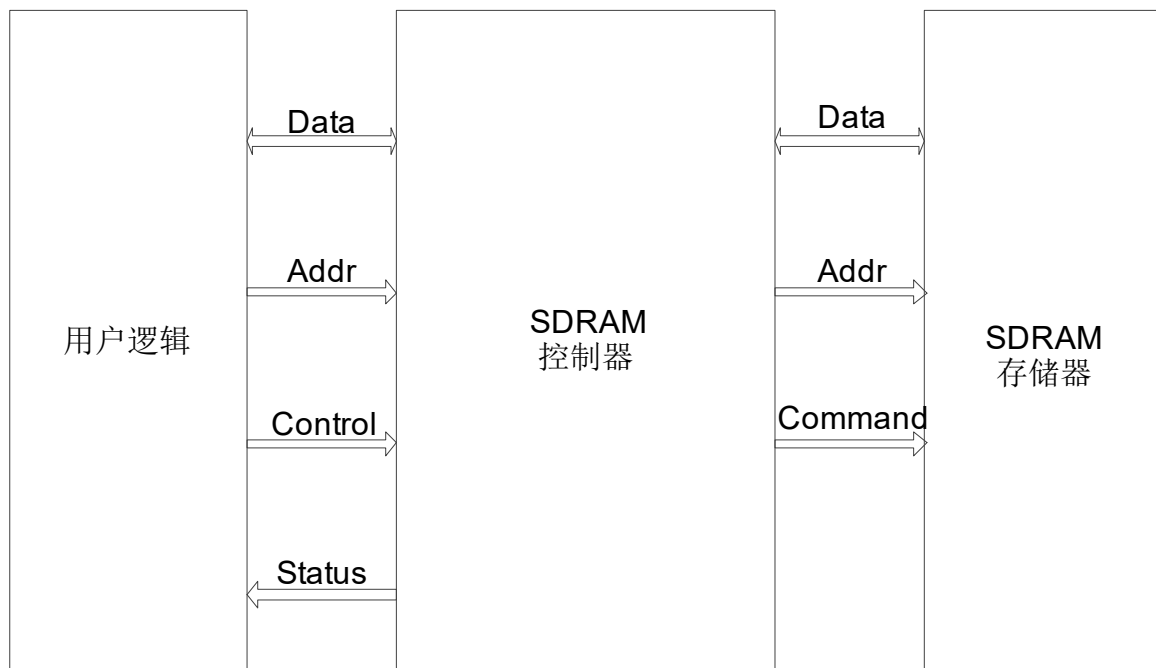 Data
Data
Addr
Addr
用户逻辑
SDRAM
控制器
SDRAM
存储器
Control
Command
Status